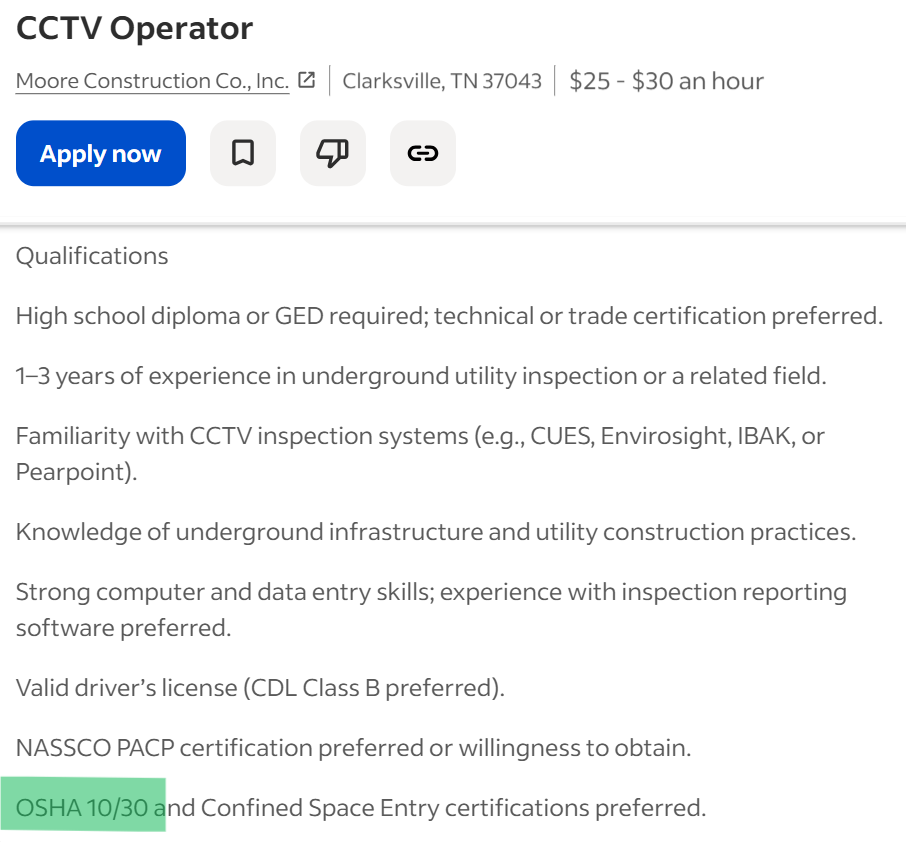 CCTV Operator
Moore Construction Co., Inc. Clarksville, TN 37043 $25 - $30 an hour
Apply now
Qualifications
High school diploma or GED required; technical or trade certification preferred.
1–3 years of experience in underground utility inspection or a related field.
Familiarity with CCTV inspection systems (e.g., CUES, Envirosight, IBAK, or
Pearpoint).
Knowledge of underground infrastructure and utility construction practices.
Strong computer and data entry skills; experience with inspection reporting
software preferred.
Valid driver’s license (CDL Class B preferred).
NASSCO PACP certification preferred or willingness to obtain.
OSHA 10/30 and Confined Space Entry certifications preferred.